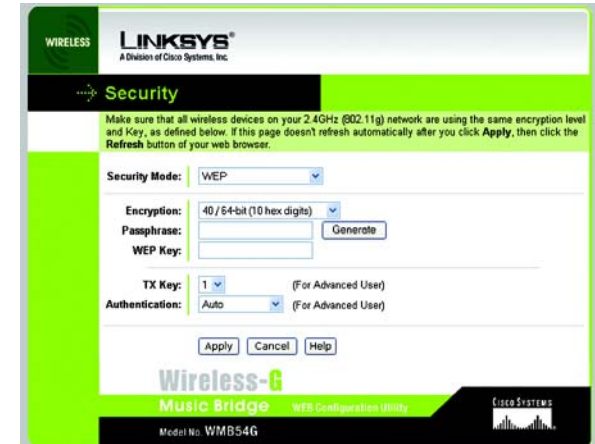 WIRELESS
LINKSYS®
A Division of Cisco Systems, Inc.
Security
Make sure that all wireless devices on your 2.4GHz (802.11g) network are using the same encryption level
and Key, as defined below. If this page doesn't refresh automatically after you click Apply, then click the
Refresh button of your web browser.
Security Mode: WEP
Encryption: 40 / 64-bit (10 hex digits)
Passphrase: Generate
WEP Key:
TX Key: 1 (For Advanced User)
Authentication: Auto (For Advanced User)
Apply Cancel Help
Wireless-G
Music Bridge WEB Configuration Utility
CISCO SYSTEMS
Model No. WMB54G